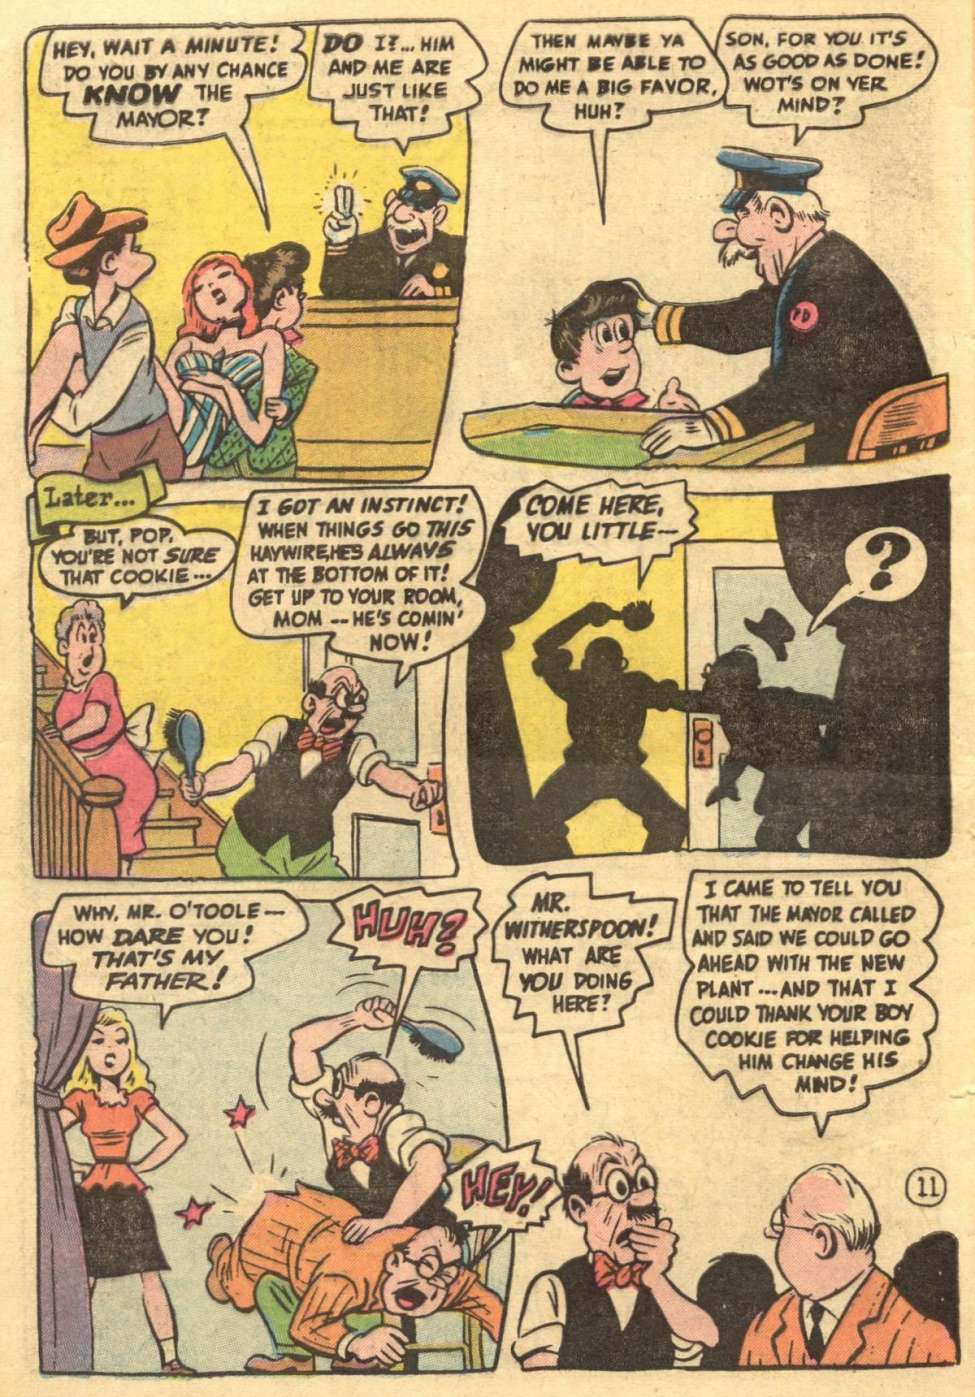 HEY, WAIT A MINUTE!
DO YOU BY ANY CHANCE
KNOW THE
MAYOR?
DO I?... HIM
AND ME ARE
JUST LIKE
THAT!
THEN MAYBE YA
MIGHT BE ABLE TO
DO ME A BIG FAVOR,
HUH?
SON, FOR YOU IT'S
AS GOOD AS DONE!
WOT'S ON YER
MIND?
PD
Later...
BUT, POP,
YOU'RE NOT SURE
THAT COOKIE...
I GOT AN INSTINCT!
WHEN THINGS GO THIS
HAYWIRE, HE'S ALWAYS
AT THE BOTTOM OF IT!
GET UP TO YOUR ROOM,
MOM -- HE'S COMIN'
NOW!
COME HERE,
YOU LITTLE--
?
WHY, MR. O'TOOLE--
HOW DARE YOU!
THAT'S MY
FATHER!
HUH?
HEY!
MR.
WITHERSPOON!
WHAT ARE
YOU DOING
HERE?
I CAME TO TELL YOU
THAT THE MAYOR CALLED
AND SAID WE COULD GO
AHEAD WITH THE NEW
PLANT...AND THAT I
COULD THANK YOUR BOY
COOKIE FOR HELPING
HIM CHANGE HIS
MIND!
11